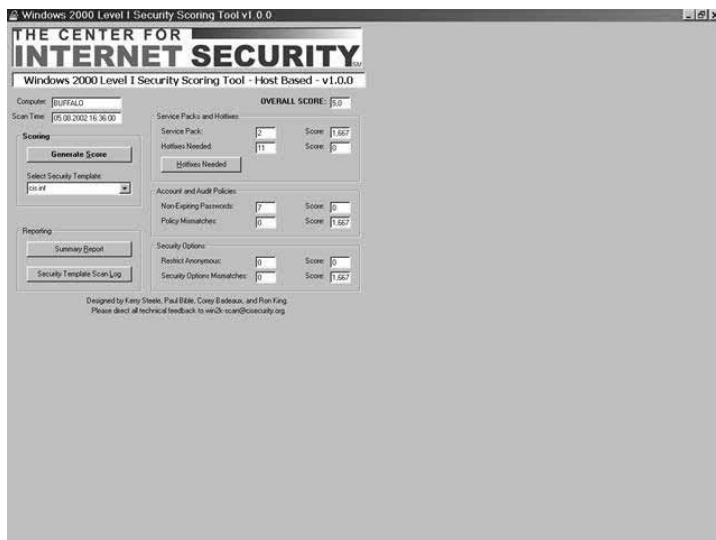 Windows 2000 Level I Security Scoring Tool v1.0.0
THE CENTER FOR
INTERNET SECURITY
SM
Windows 2000 Level I Security Scoring Tool - Host Based - v1.0.0
Computer: BUFFALO
OVERALL SCORE: 5,0
Scan Time: 05.08.2002 16:36:00
Scoring
Generate Score
Select Security Template:
cis.inf
Reporting
Summary Report
Security Template Scan Log
Service Packs and Hotfixes
Service Pack: 2 Score: 1,667
Hotfixes Needed: 11 Score: 0
Hotfixes Needed
Account and Audit Policies
Non-Expiring Passwords: 7 Score: 0
Policy Mismatches: 0 Score: 1,667
Security Options
Restrict Anonymous: 0 Score: 0
Security Options Mismatches: 0 Score: 1,667
Designed by Kerry Steele, Paul Bible, Corey Badeaux, and Ron King.
Please direct all technical feedback to win2k-scan@cisecurity.org